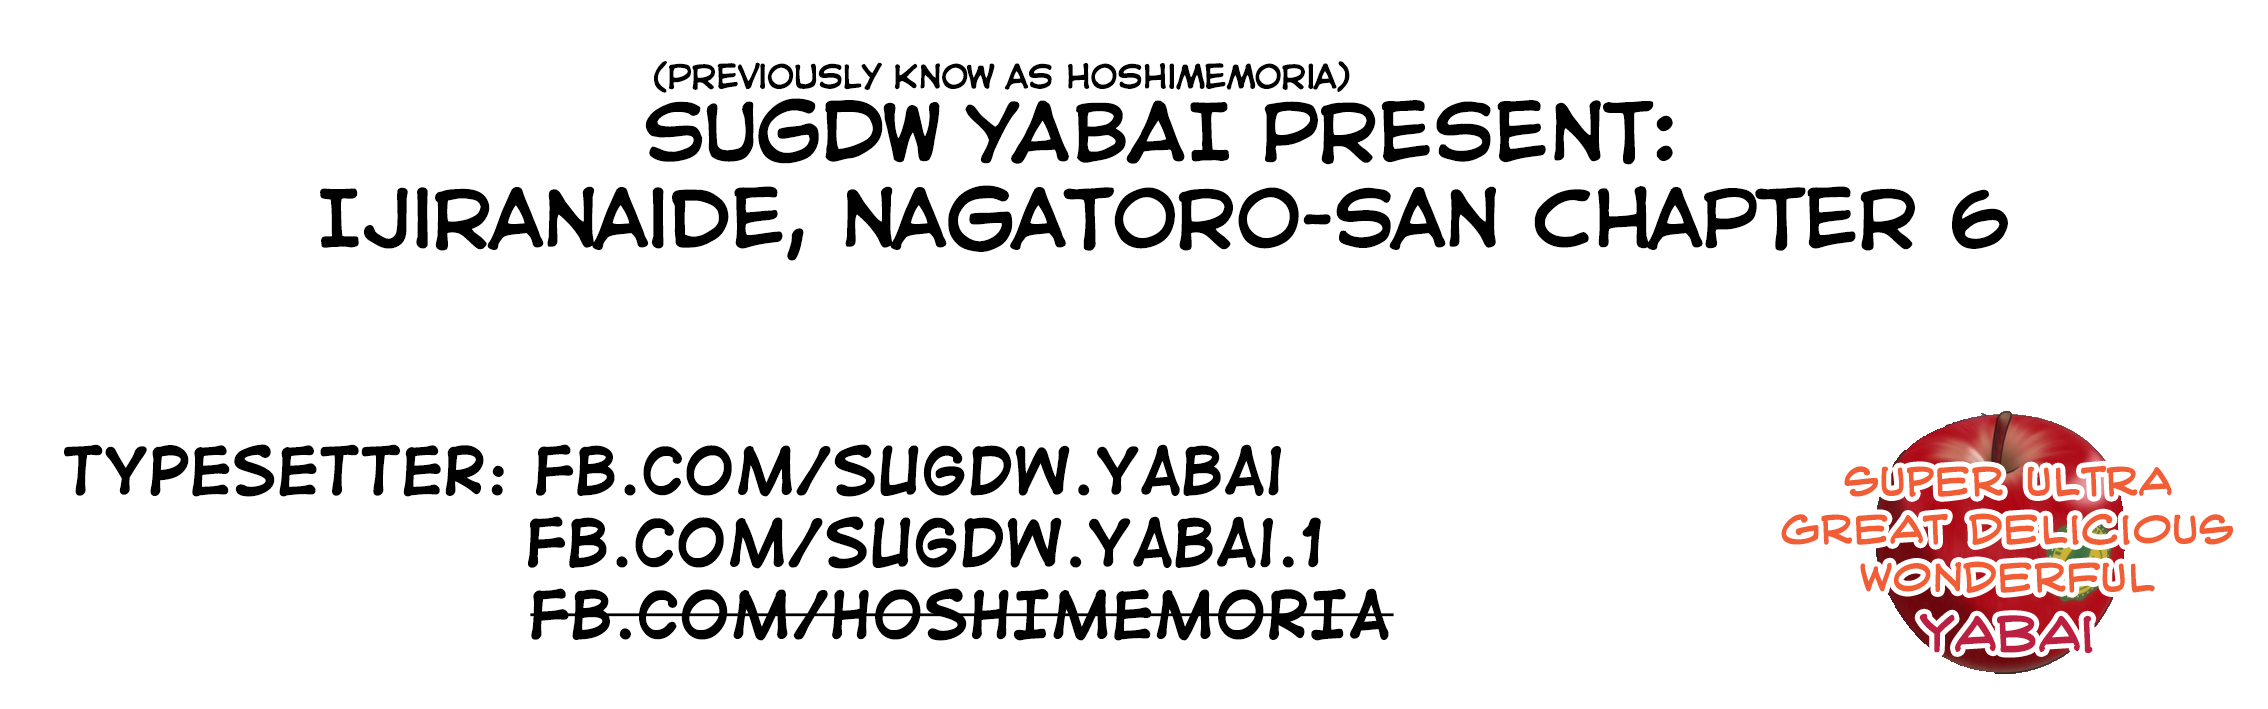 (PREVIOUSLY KNOW AS HOSHIMEMORIA)
SUGDW YABAI PRESENT:
IJIRANAIDE, NAGATORO-SAN CHAPTER 6
TYPESETTER: FB.COM/SUGDW.YABAI
FB.COM/SUGDW.YABAI.1
FB.COM/HOSHIMEMORIA
SUPER ULTRA
GREAT DELICIOUS
WONDERFUL
YABAI